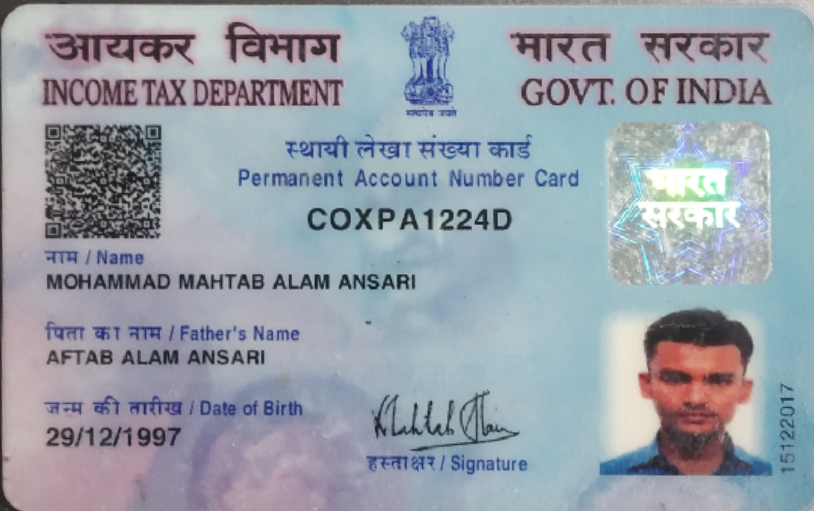 आयकर विभाग
INCOME TAX DEPARTMENT
सत्यमेव जयते
भारत सरकार
GOVT. OF INDIA
स्थायी लेखा संख्या कार्ड
Permanent Account Number Card
COXPA1224D
भारत
सरकार
नाम / Name
MOHAMMAD MAHTAB ALAM ANSARI
पिता का नाम / Father's Name
AFTAB ALAM ANSARI
जन्म की तारीख / Date of Birth
29/12/1997
Mahtab Alam
हस्ताक्षर / Signature
15122017